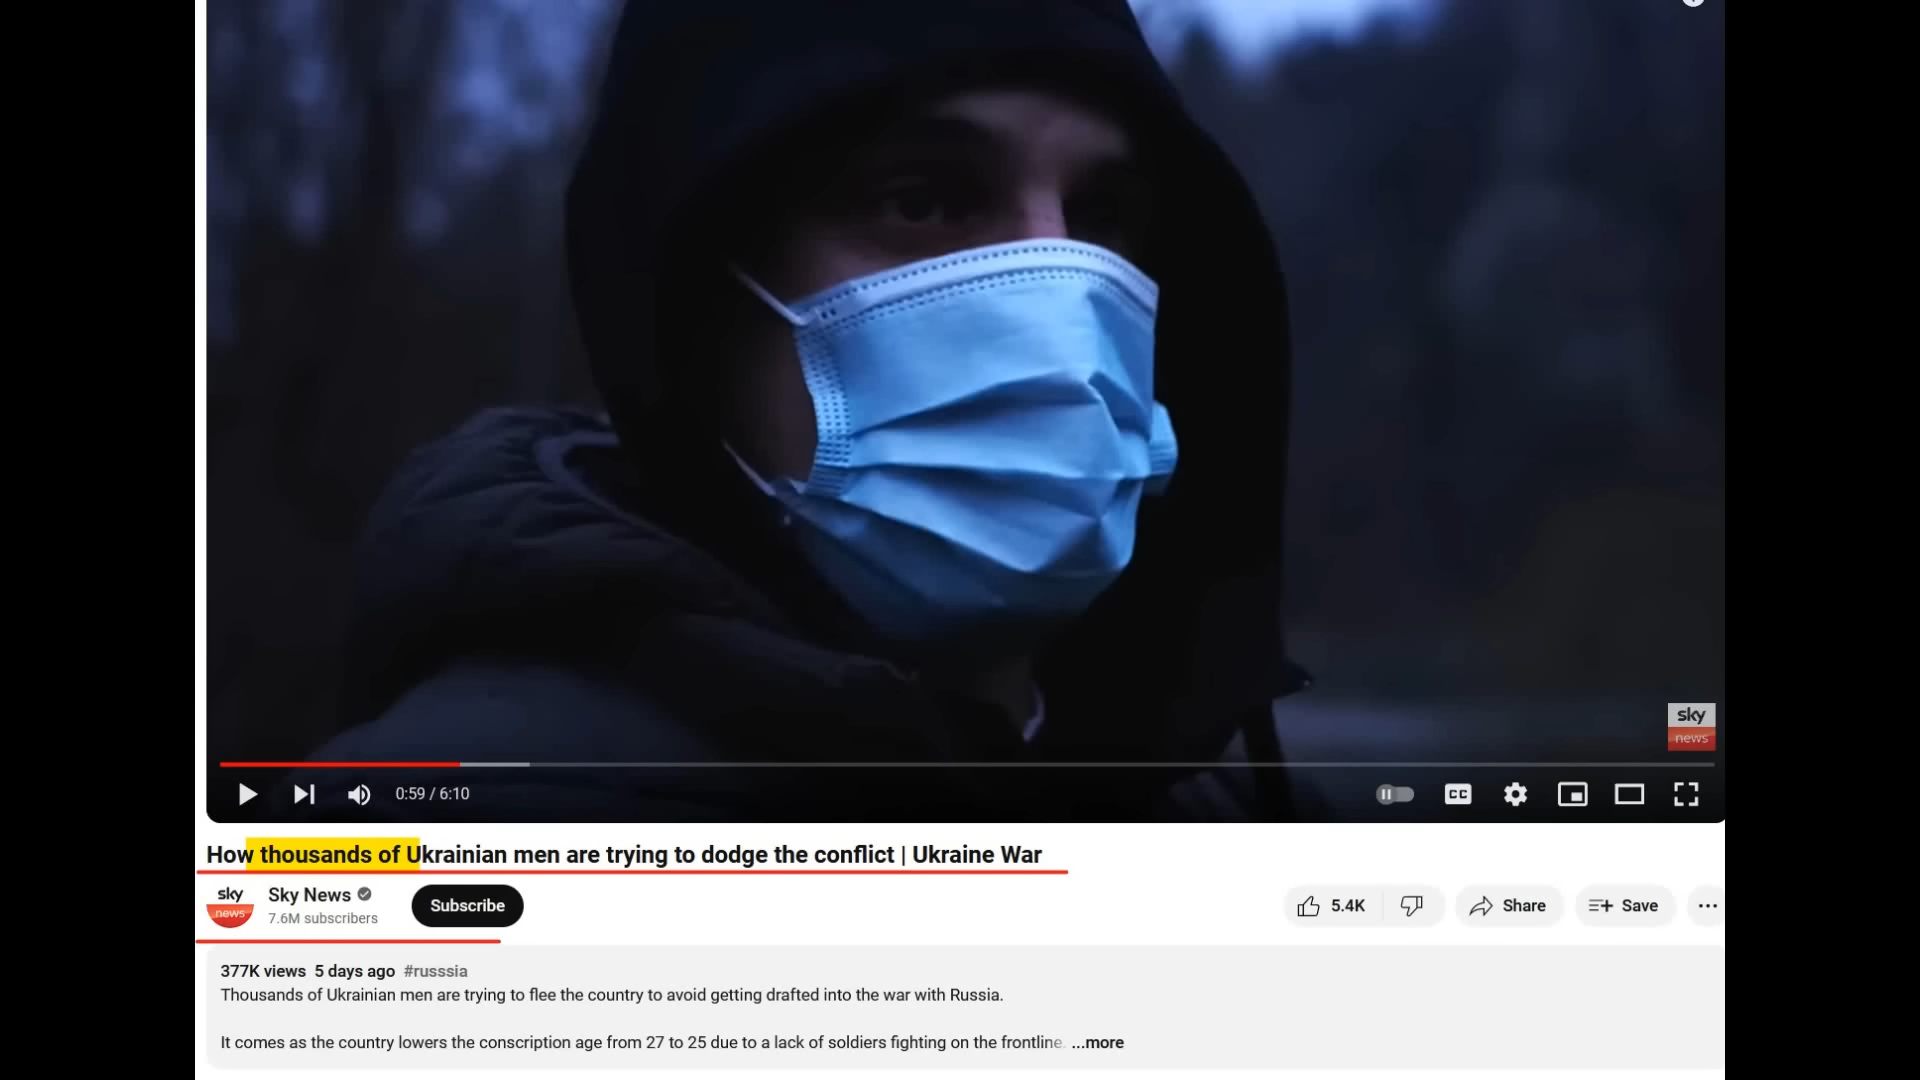 sky
news
0:59 / 6:10
CC
How thousands of Ukrainian men are trying to dodge the conflict | Ukraine War
sky
news
Sky News
7.6M subscribers
Subscribe
5.4K
Share
Save
377K views 5 days ago #russsia
Thousands of Ukrainian men are trying to flee the country to avoid getting drafted into the war with Russia.
It comes as the country lowers the conscription age from 27 to 25 due to a lack of soldiers fighting on the frontline. ...more